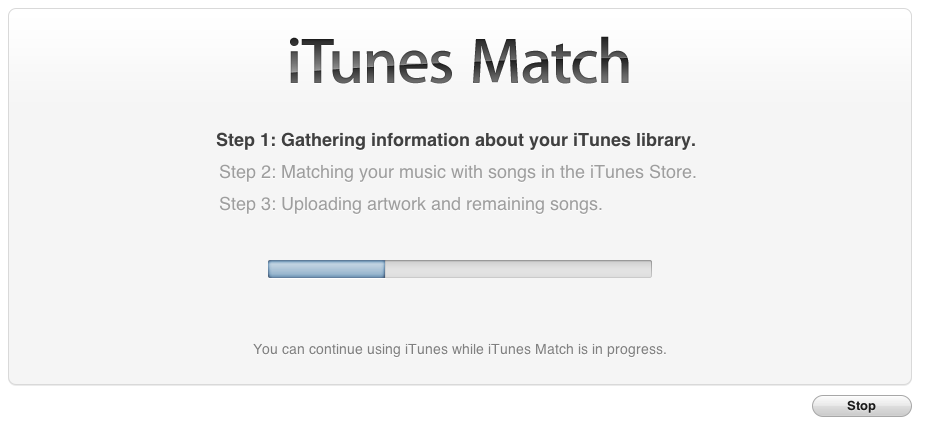 iTunes Match
Step 1: Gathering information about your iTunes library.
Step 2: Matching your music with songs in the iTunes Store.
Step 3: Uploading artwork and remaining songs.
You can continue using iTunes while iTunes Match is in progress.
Stop